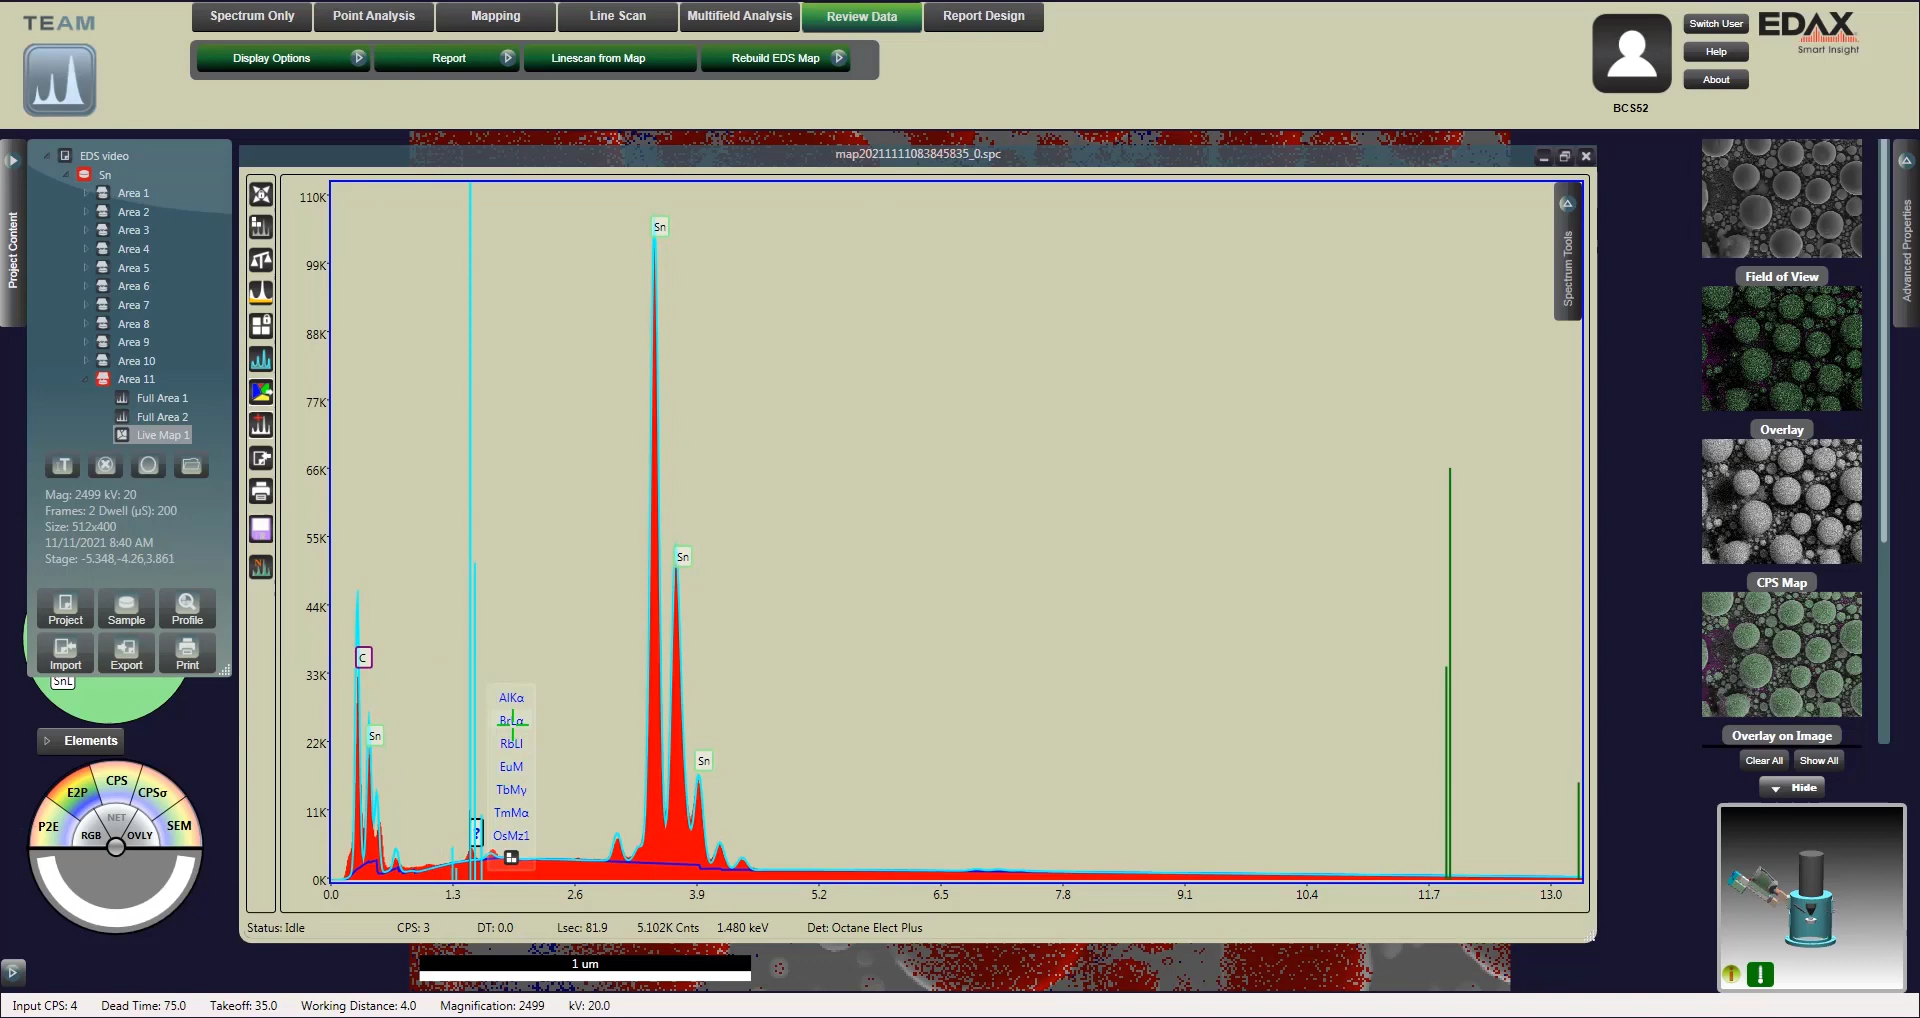 TEAM
Spectrum Only
Point Analysis
Mapping
Line Scan
Multifield Analysis
Review Data
Report Design
Display Options
Report
Linescan from Map
Rebuild EDS Map
BCS52
Switch User
Help
About
EDAX
Smart Insight
Project Content
EDS video
Sn
Area 1
Area 2
Area 3
Area 4
Area 5
Area 6
Area 7
Area 8
Area 9
Area 10
Area 11
Full Area 1
Full Area 2
Live Map 1
Mag: 2499 kV: 20
Frames: 2 Dwell (µS): 200
Size: 512x400
11/11/2021 8:40 AM
Stage: -5.348,-4.26,3.861
Project
Sample
Profile
Import
Export
Print
SnL
Elements
P2E
E2P
CPS
CPSσ
SEM
NET
RGB
OVLY
map20211111083845835_0.spc
110K
99K
88K
77K
66K
55K
44K
33K
22K
11K
0K
0.0
1.3
2.6
3.9
5.2
6.5
7.8
9.1
10.4
11.7
13.0
C
Sn
Sn
Sn
Sn
?
AlKα
BrLα
RbLl
EuM
TbMγ
TmMα
OsMz1
Spectrum Tools
Status: Idle
CPS: 3
DT: 0.0
Lsec: 81.9
5.102K Cnts
1.480 keV
Det: Octane Elect Plus
1 um
Field of View
Overlay
CPS Map
Overlay on Image
Clear All
Show All
Hide
Advanced Properties
Input CPS: 4
Dead Time: 75.0
Takeoff: 35.0
Working Distance: 4.0
Magnification: 2499
kV: 20.0